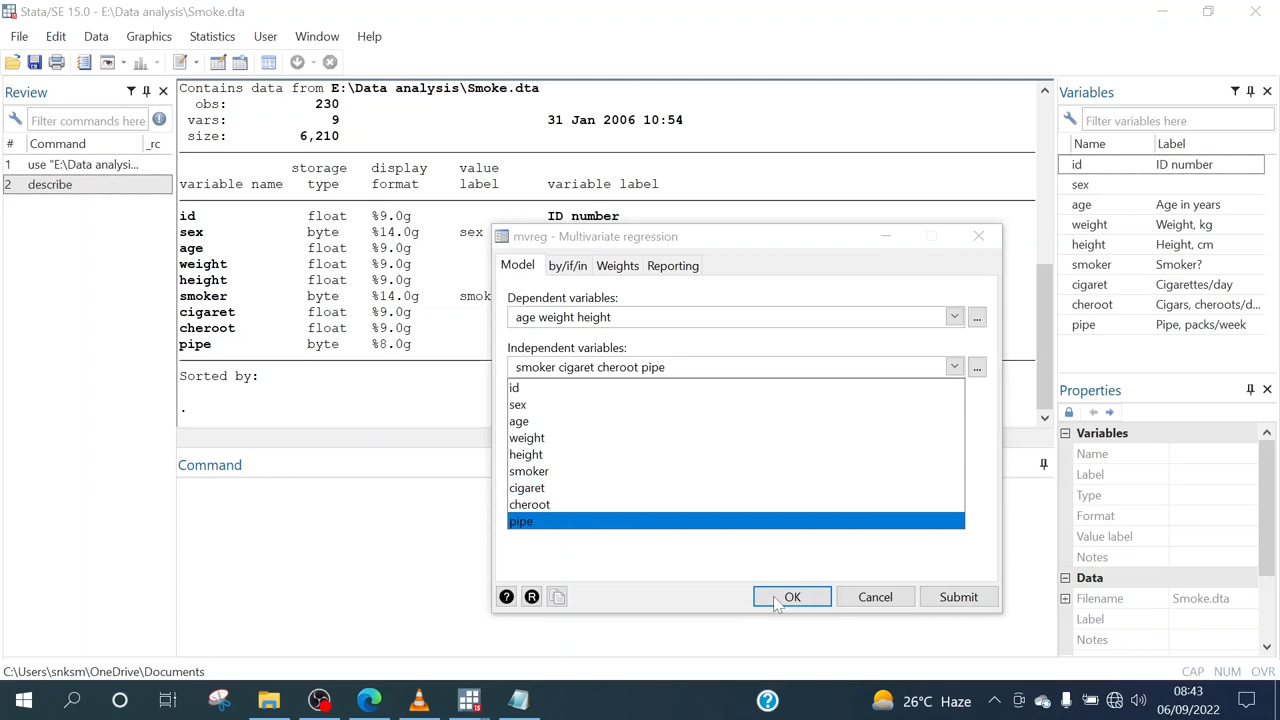 Stata/SE 15.0 - E:\Data analysis\Smoke.dta
File Edit Data Graphics Statistics User Window Help
Review
Filter commands here
# Command _rc
1 use "E:\Data analysi...
2 describe
Contains data from E:\Data analysis\Smoke.dta
obs: 230
vars: 9 31 Jan 2006 10:54
size: 6,210
storage display value
variable name type format label variable label
id float %9.0g ID number
sex byte %14.0g sex
age float %9.0g
weight float %9.0g
height float %9.0g
smoker byte %14.0g smok
cigaret float %9.0g
cheroot float %9.0g
pipe byte %8.0g
Sorted by:
.
Command
mvreg - Multivariate regression
Model by/if/in Weights Reporting
Dependent variables:
age weight height
...
Independent variables:
smoker cigaret cheroot pipe
...
id
sex
age
weight
height
smoker
cigaret
cheroot
pipe
? R
OK Cancel Submit
Variables
Filter variables here
Name Label
id ID number
sex
age Age in years
weight Weight, kg
height Height, cm
smoker Smoker?
cigaret Cigarettes/day
cheroot Cigars, cheroots/d...
pipe Pipe, packs/week
Properties
Variables
Name
Label
Type
Format
Value label
Notes
Data
Filename Smoke.dta
Label
Notes
C:\Users\snksm\OneDrive\Documents
CAP NUM OVR
26°C Haze
08:43
06/09/2022